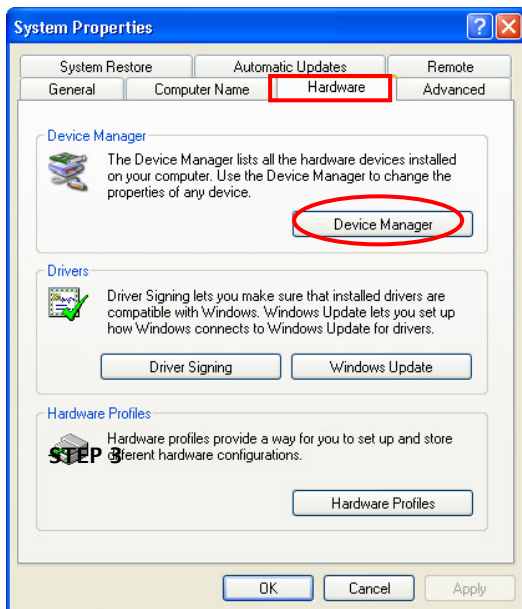 System Properties
System Restore Automatic Updates Remote
General Computer Name Hardware Advanced
Device Manager
The Device Manager lists all the hardware devices installed
on your computer. Use the Device Manager to change the
properties of any device.
Device Manager
Drivers
Driver Signing lets you make sure that installed drivers are
compatible with Windows. Windows Update lets you set up
how Windows connects to Windows Update for drivers.
Driver Signing Windows Update
Hardware Profiles
Hardware profiles provide a way for you to set up and store
STEP 3
different hardware configurations.
Hardware Profiles
OK Cancel Apply